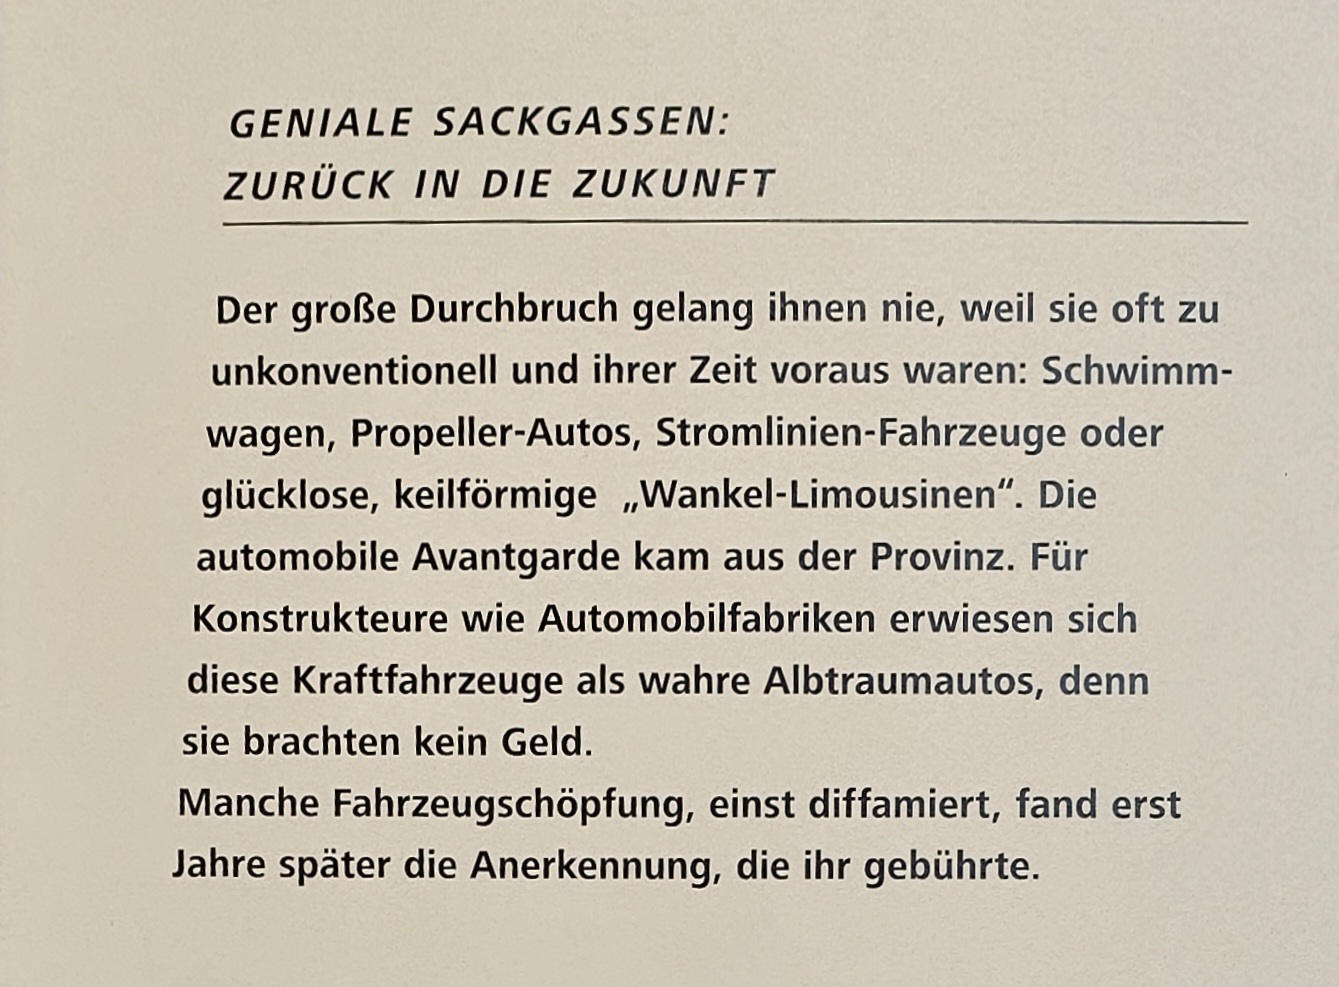 GENIALE SACKGASSEN:
ZURÜCK IN DIE ZUKUNFT
Der große Durchbruch gelang ihnen nie, weil sie oft zu
unkonventionell und ihrer Zeit voraus waren: Schwimm-
wagen, Propeller-Autos, Stromlinien-Fahrzeuge oder
glücklose, keilförmige „Wankel-Limousinen“. Die
automobile Avantgarde kam aus der Provinz. Für
Konstrukteure wie Automobilfabriken erwiesen sich
diese Kraftfahrzeuge als wahre Albtraumautos, denn
sie brachten kein Geld.
Manche Fahrzeugschöpfung, einst diffamiert, fand erst
Jahre später die Anerkennung, die ihr gebührte.